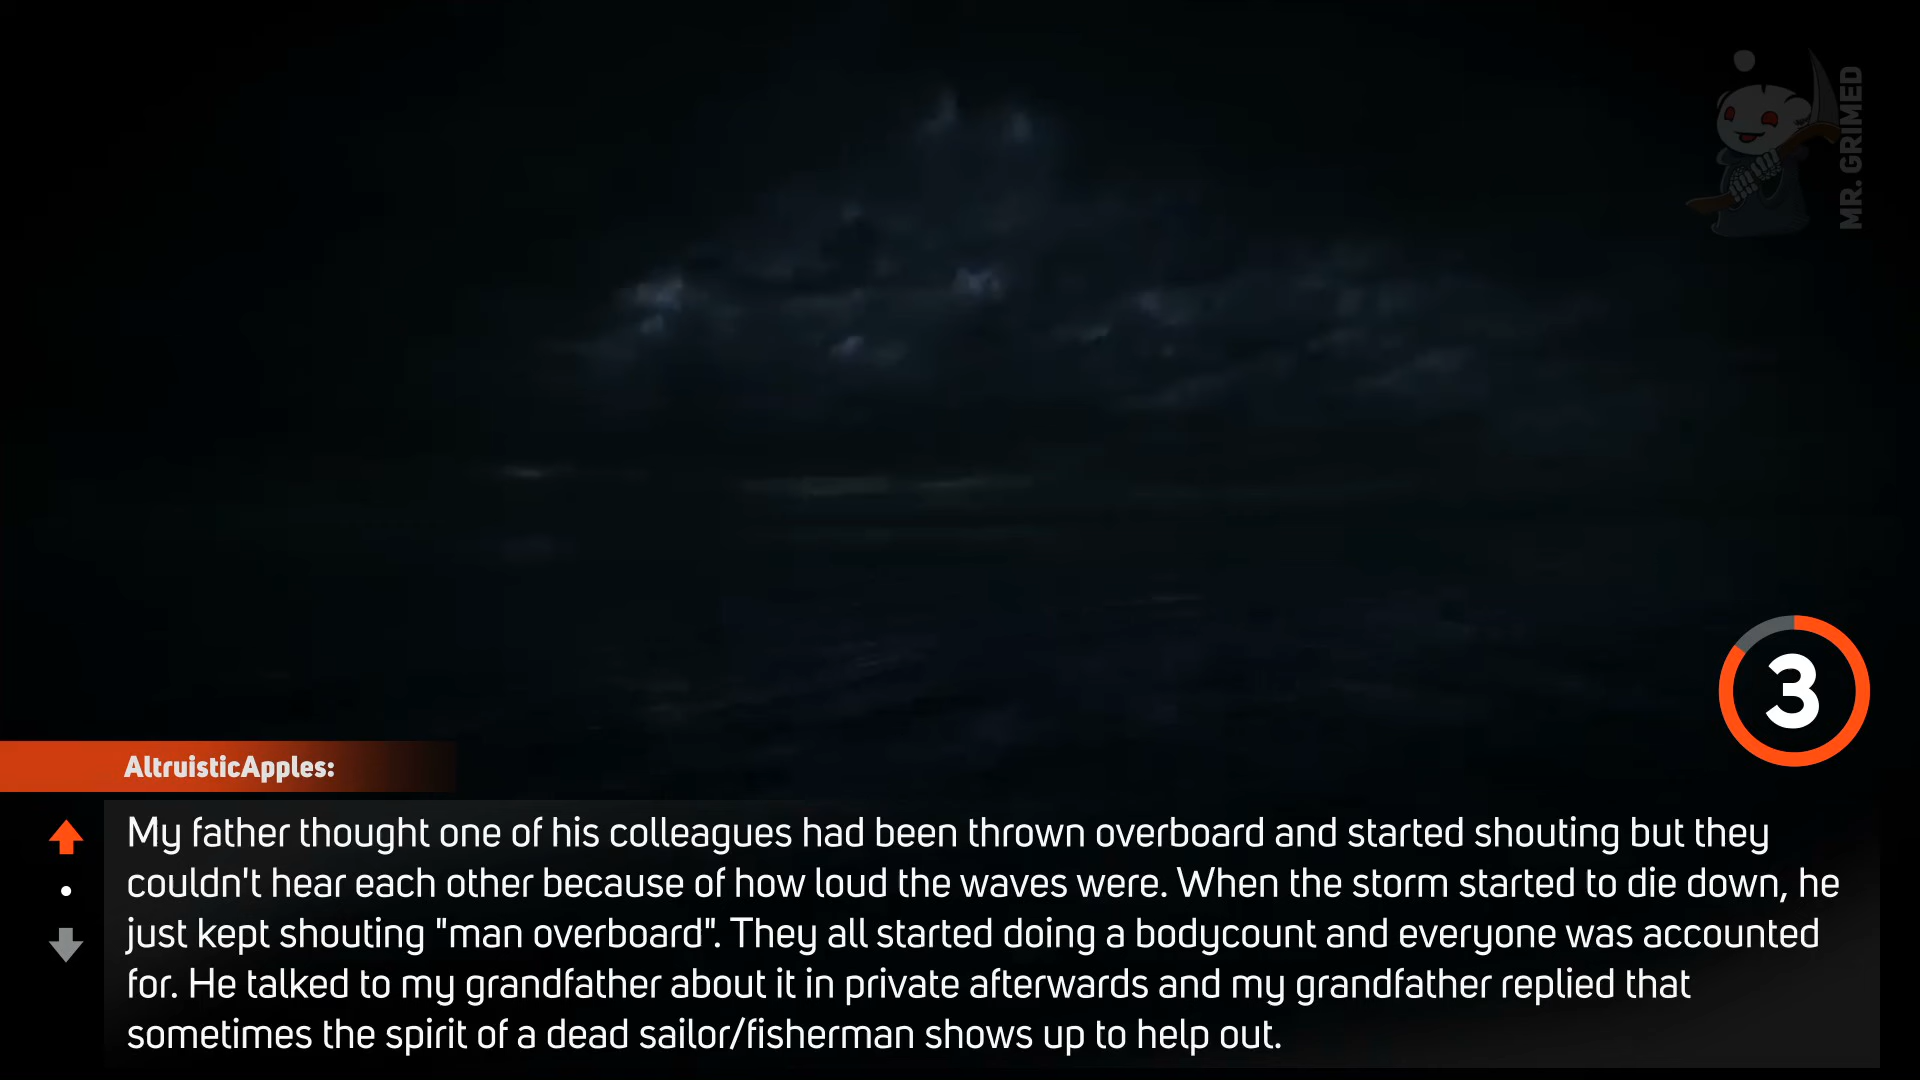 MR. GRIMED
3
AltruisticApples:
My father thought one of his colleagues had been thrown overboard and started shouting but they
couldn't hear each other because of how loud the waves were. When the storm started to die down, he
just kept shouting "man overboard". They all started doing a bodycount and everyone was accounted
for. He talked to my grandfather about it in private afterwards and my grandfather replied that
sometimes the spirit of a dead sailor/fisherman shows up to help out.